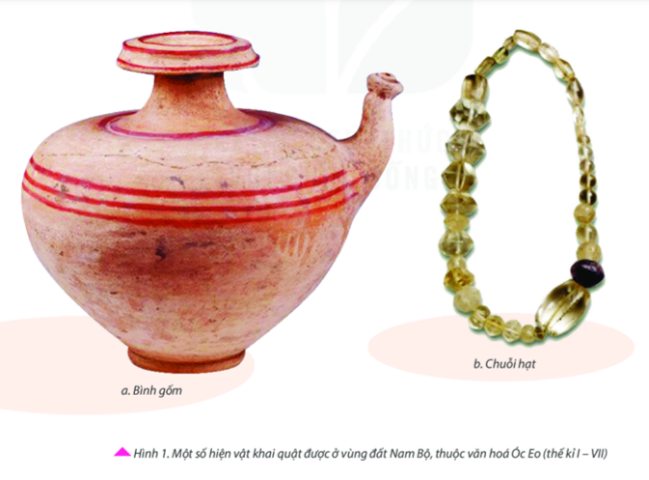 a. Bình gốm
b. Chuỗi hạt
Hình 1. Một số hiện vật khai quật được ở vùng đất Nam Bộ, thuộc văn hoá Óc Eo (thế kỉ I – VII)